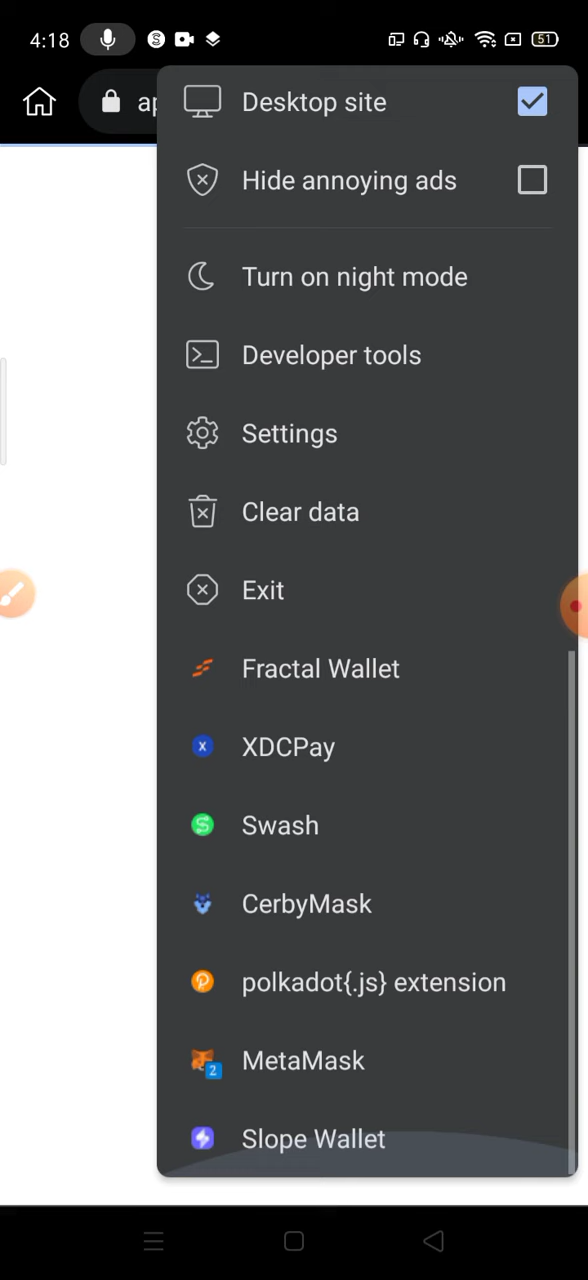 4:18
51
ap
Desktop site
Hide annoying ads
Turn on night mode
Developer tools
Settings
Clear data
Exit
Fractal Wallet
X
XDCPay
Swash
CerbyMask
polkadot{.js} extension
2
MetaMask
Slope Wallet